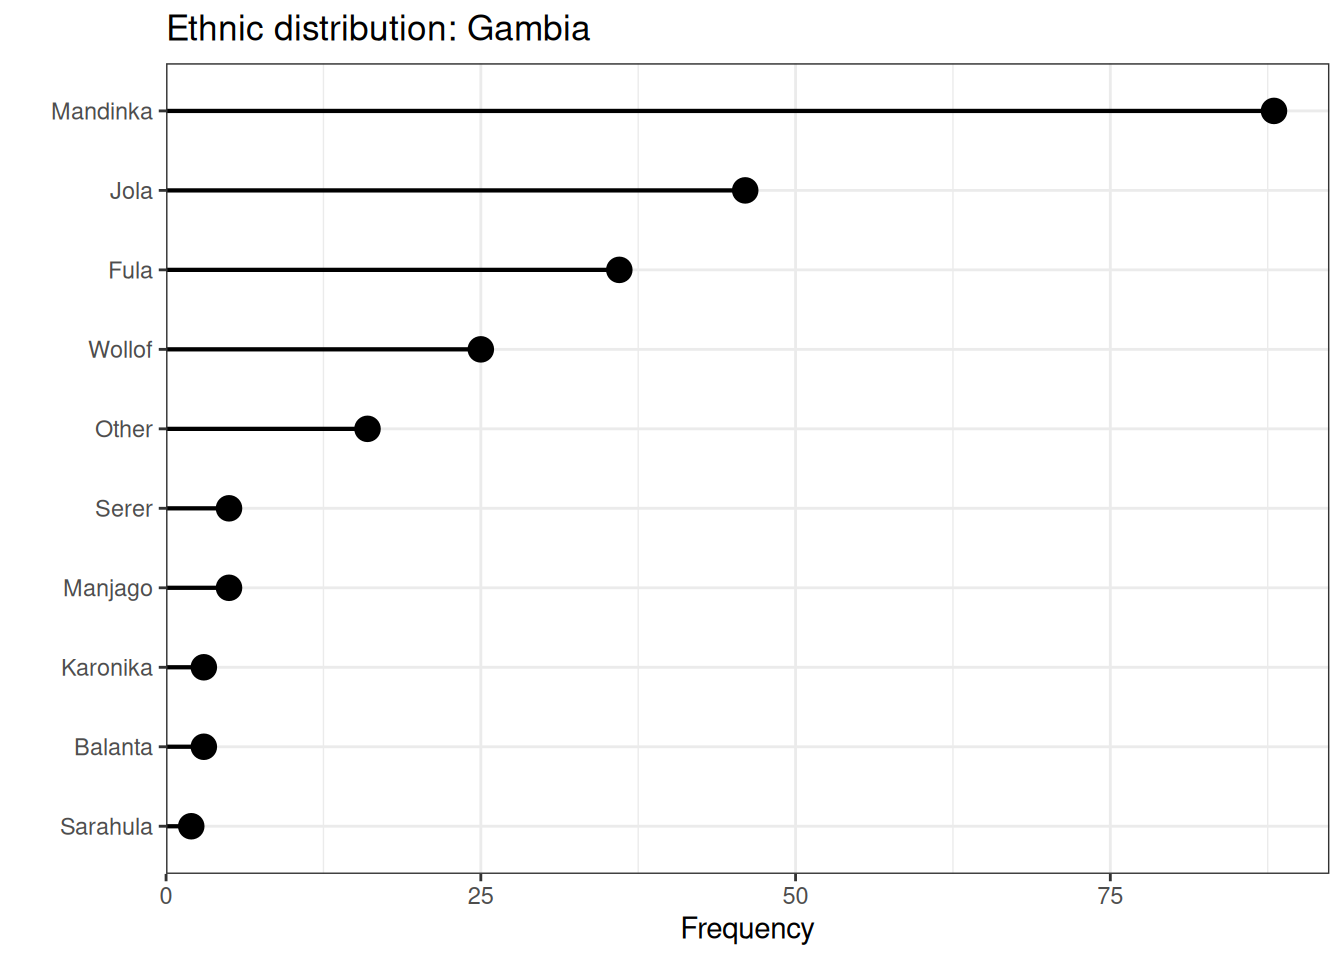 Ethnic distribution: Gambia
Mandinka
Jola
Fula
Wollof
Other
Serer
Manjago
Karonika
Balanta
Sarahula
0 25 50 75
Frequency